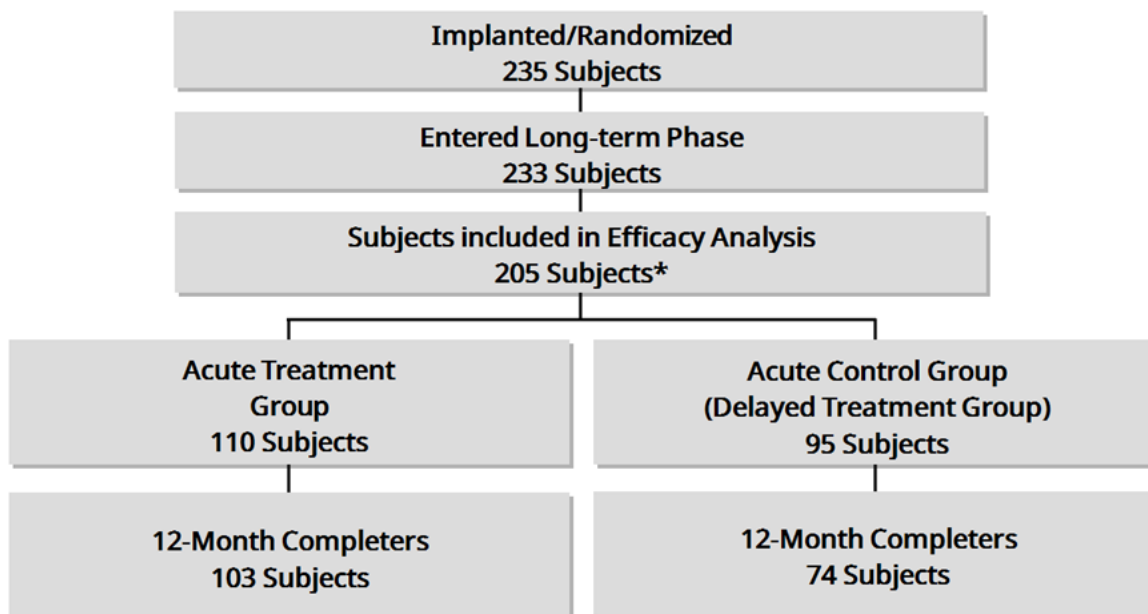 Implanted/Randomized
235 Subjects
Entered Long-term Phase
233 Subjects
Subjects included in Efficacy Analysis
205 Subjects*
Acute Treatment
Group
110 Subjects
Acute Control Group
(Delayed Treatment Group)
95 Subjects
12-Month Completers
103 Subjects
12-Month Completers
74 Subjects